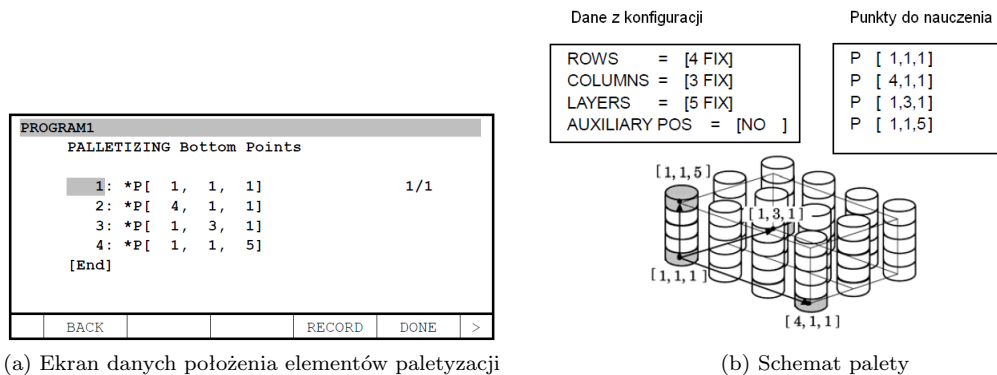 PROGRAM1
PALLETIZING Bottom Points
1: *P[ 1, 1, 1] 1/1
2: *P[ 4, 1, 1]
3: *P[ 1, 3, 1]
4: *P[ 1, 1, 5]
[End]
BACK RECORD DONE >
(a) Ekran danych położenia elementów paletyzacji
Dane z konfiguracji
ROWS = [4 FIX]
COLUMNS = [3 FIX]
LAYERS = [5 FIX]
AUXILIARY POS = [NO ]
Punkty do nauczenia
P [ 1,1,1]
P [ 4,1,1]
P [ 1,3,1]
P [ 1,1,5]
[1,1,5]
[1,3,1]
[1,1,1]
[4,1,1]
(b) Schemat palety